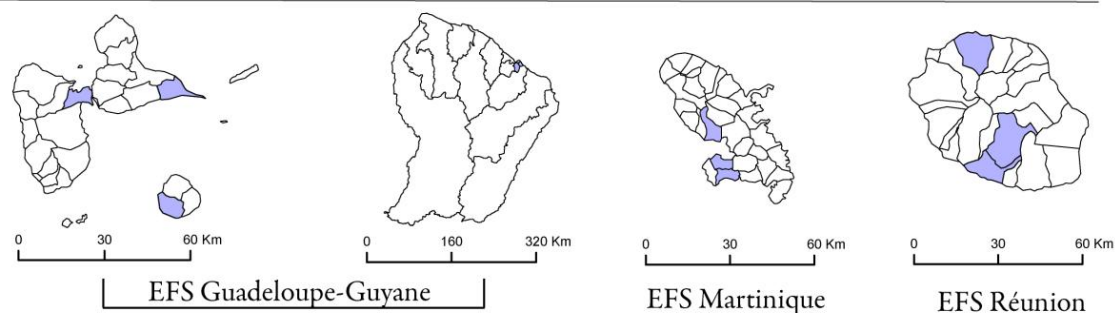 0 30 60 Km
0 160 320 Km
0 30 60 Km
0 30 60 Km
EFS Guadeloupe-Guyane
EFS Martinique
EFS Réunion